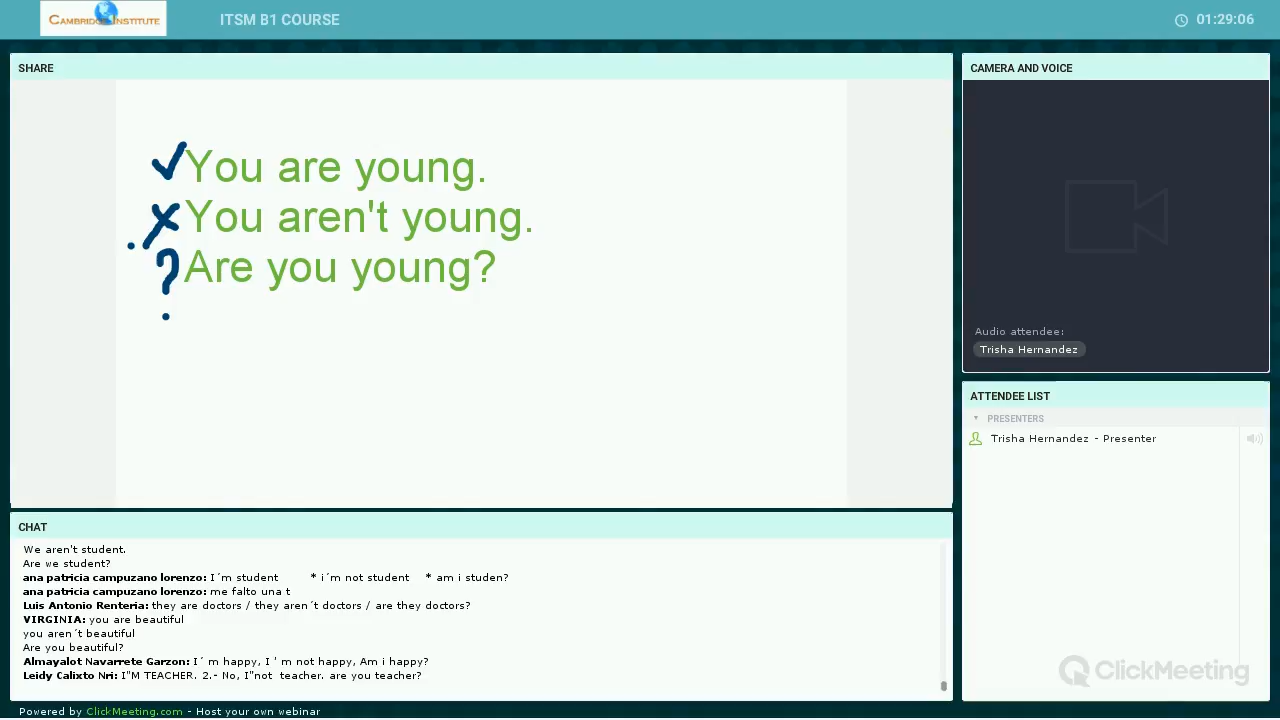 CAMBRIDGE INSTITUTE
ITSM B1 COURSE
01:29:06
SHARE
You are young.
You aren't young.
? Are you young?
CAMERA AND VOICE
Audio attendee:
Trisha Hernandez
ATTENDEE LIST
PRESENTERS
Trisha Hernandez - Presenter
CHAT
We aren't student.
Are we student?
ana patricia campuzano lorenzo: I´m student * i´m not student * am i studen?
ana patricia campuzano lorenzo: me falto una t
Luis Antonio Renteria: they are doctors / they aren´t doctors / are they doctors?
VIRGINIA: you are beautiful
you aren´t beautiful
Are you beautiful?
Almayalot Navarrete Garzon: I´ m happy, I ' m not happy, Am i happy?
Leidy Calixto Nri: I"M TEACHER. 2.- No, I"not teacher. are you teacher?
ClickMeeting
Powered by ClickMeeting.com - Host your own webinar